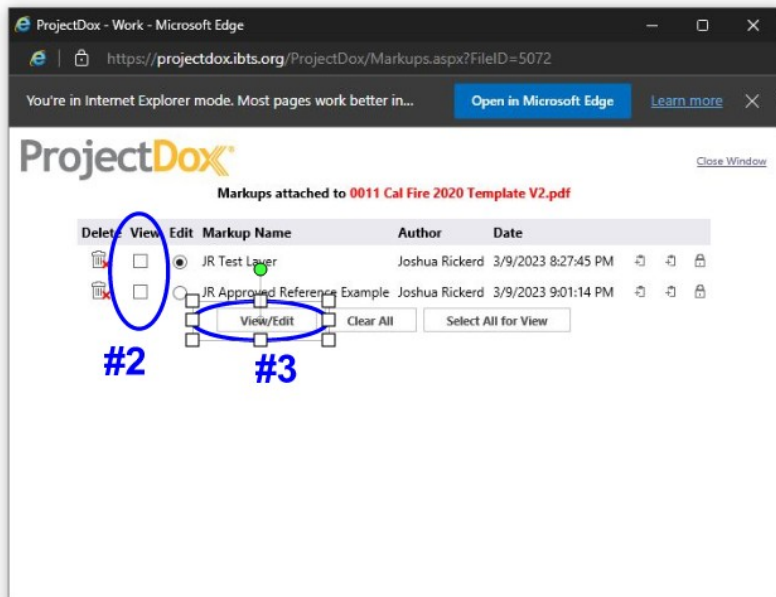 ProjectDox - Work - Microsoft Edge
https://projectdox.ibts.org/ProjectDox/Markups.aspx?FileID=5072
You're in Internet Explorer mode. Most pages work better in... Open in Microsoft Edge Learn more
ProjectDox
Close Window
Markups attached to 0011 Cal Fire 2020 Template V2.pdf
Delete View Edit Markup Name Author Date
JR Test Layer Joshua Rickerd 3/9/2023 8:27:45 PM
JR Approved Reference Example Joshua Rickerd 3/9/2023 9:01:14 PM
View/Edit Clear All Select All for View
#2 #3